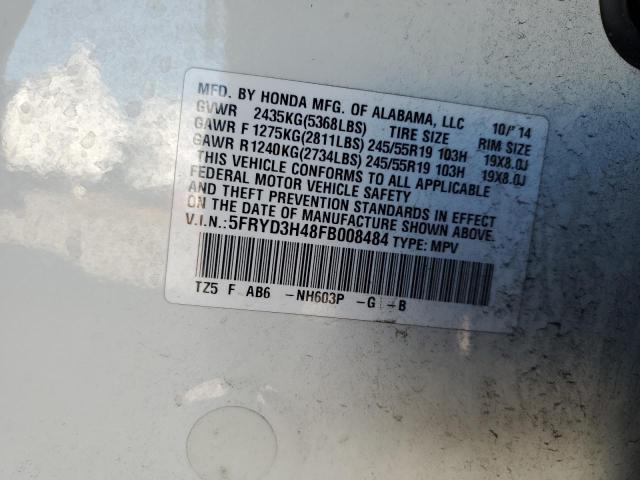 MFD. BY HONDA MFG. OF ALABAMA, LLC 10/'14
GVWR 2435KG(5368LBS) TIRE SIZE RIM SIZE
GAWR F 1275KG(2811LBS) 245/55R19 103H 19X8.0J
GAWR R1240KG(2734LBS) 245/55R19 103H 19X8.0J
THIS VEHICLE CONFORMS TO ALL APPLICABLE
FEDERAL MOTOR VEHICLE SAFETY
AND THEFT PREVENTION STANDARDS IN EFFECT
ON THE DATE OF MANUFACTURE SHOWN ABOVE.
V.I.N.:5FRYD3H48FB008484 TYPE: MPV
TZ5 F AB6 -NH603P -G -B